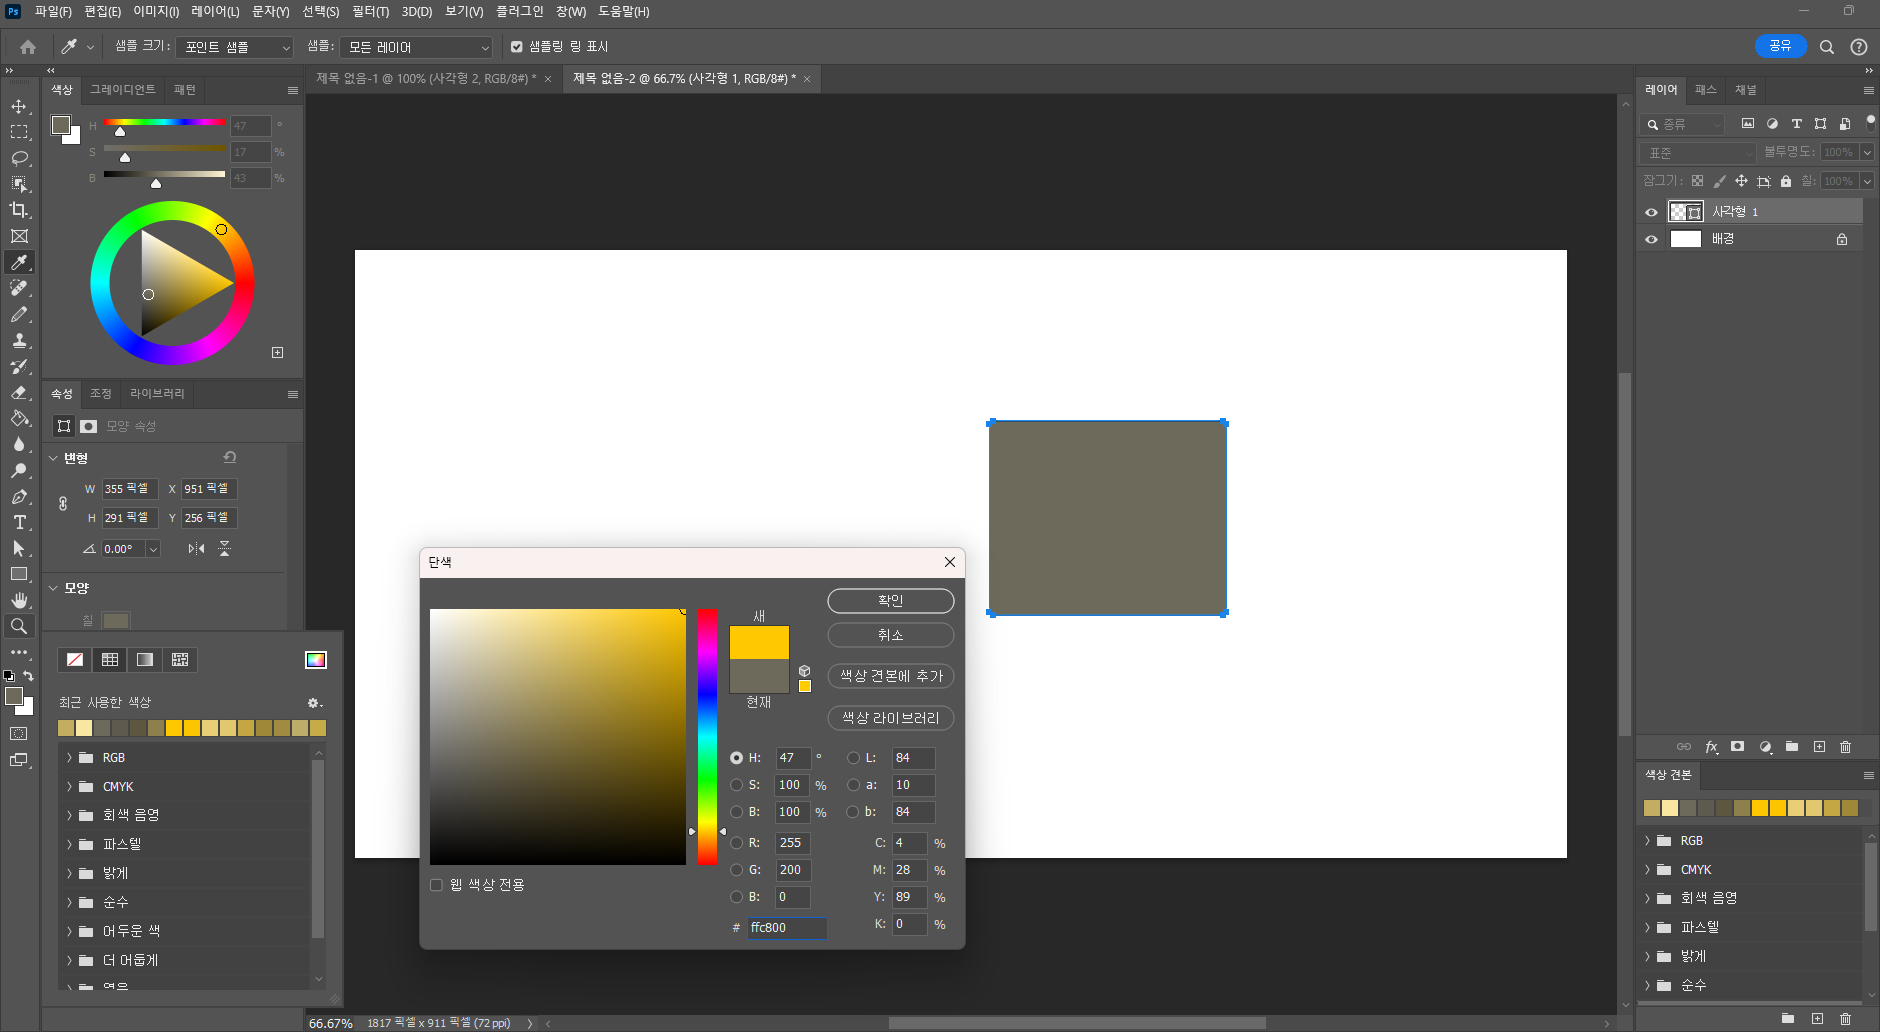 Ps 파일(F) 편집(E) 이미지(I) 레이어(L) 문자(Y) 선택(S) 필터(T) 3D(D) 보기(V) 플러그인 창(W) 도움말(H)
샘플 크기: 포인트 샘플 샘플: 모든 레이어 샘플링 링 표시 공유
제목 없음-1 @ 100% (사각형 2, RGB/8#) *
제목 없음-2 @ 66.7% (사각형 1, RGB/8#) *
색상 그레이디언트 패턴
H 47 °
S 17 %
B 43 %
속성 조정 라이브러리
모양 속성
변형
W 355 픽셀 X 951 픽셀
H 291 픽셀 Y 256 픽셀
0.00°
모양
칠
최근 사용한 색상
RGB
CMYK
회색 음영
파스텔
밝게
순수
어두운 색
더 어둡게
단색
새
현재
확인
취소
색상 견본에 추가
색상 라이브러리
H: 47 ° L: 84
S: 100 % a: 10
B: 100 % b: 84
R: 255 C: 4 %
G: 200 M: 28 %
B: 0 Y: 89 %
# ffc800 K: 0 %
웹 색상 전용
66.67% 1817 픽셀 x 911 픽셀 (72 ppi)
레이어 패스 채널
종류
표준 불투명도: 100%
잠그기: 칠: 100%
사각형 1
배경
fx
색상 견본
RGB
CMYK
회색 음영
파스텔
밝게
순수